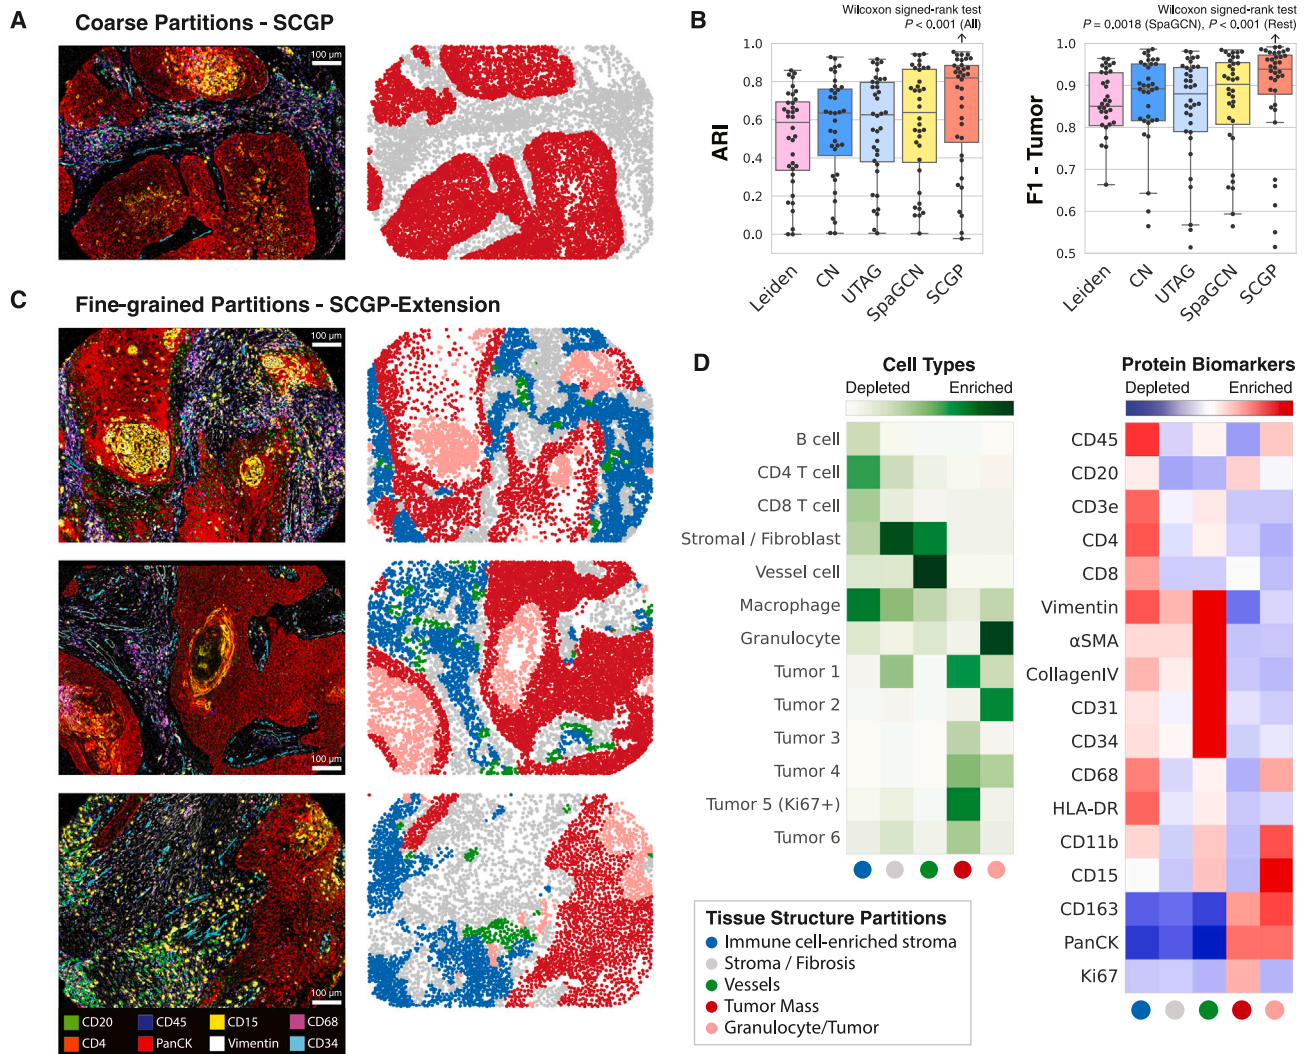 A
Coarse Partitions - SCGP
100 µm
B
Wilcoxon signed-rank test
P < 0.001 (All)
ARI
1.0
0.8
0.6
0.4
0.2
0.0
Leiden
CN
UTAG
SpaGCN
SCGP
Wilcoxon signed-rank test
P = 0.0018 (SpaGCN), P < 0.001 (Rest)
F1 - Tumor
1.0
0.9
0.8
0.7
0.6
0.5
Leiden
CN
UTAG
SpaGCN
SCGP
C
Fine-grained Partitions - SCGP-Extension
100 µm
100 µm
100 µm
CD20
CD45
CD15
CD68
CD4
PanCK
Vimentin
CD34
D
Cell Types
Depleted
Enriched
B cell
CD4 T cell
CD8 T cell
Stromal / Fibroblast
Vessel cell
Macrophage
Granulocyte
Tumor 1
Tumor 2
Tumor 3
Tumor 4
Tumor 5 (Ki67+)
Tumor 6
Tissue Structure Partitions
Immune cell-enriched stroma
Stroma / Fibrosis
Vessels
Tumor Mass
Granulocyte/Tumor
Protein Biomarkers
Depleted
Enriched
CD45
CD20
CD3e
CD4
CD8
Vimentin
αSMA
CollagenIV
CD31
CD34
CD68
HLA-DR
CD11b
CD15
CD163
PanCK
Ki67